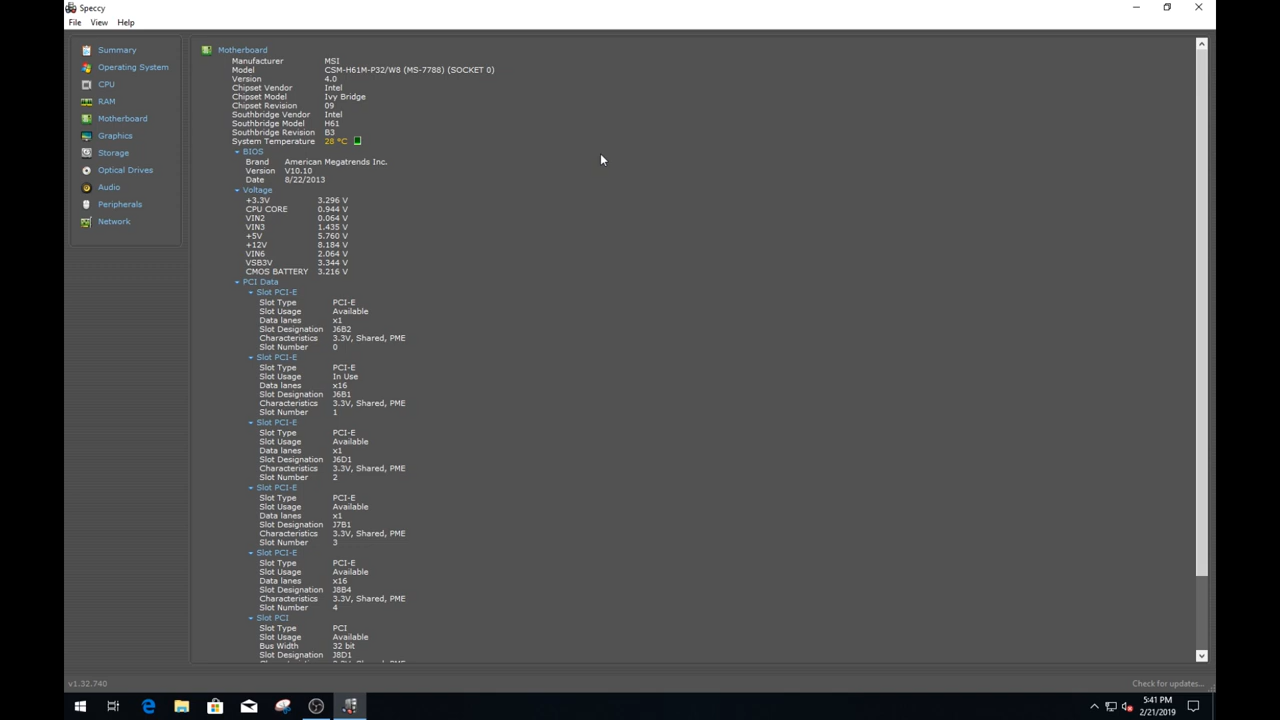 Speccy
File View Help
Summary
Operating System
CPU
RAM
Motherboard
Graphics
Storage
Optical Drives
Audio
Peripherals
Network
Motherboard
Manufacturer MSI
Model CSM-H61M-P32/W8 (MS-7788) (SOCKET 0)
Version 4.0
Chipset Vendor Intel
Chipset Model Ivy Bridge
Chipset Revision 09
Southbridge Vendor Intel
Southbridge Model H61
Southbridge Revision B3
System Temperature 28 °C
BIOS
Brand American Megatrends Inc.
Version V10.10
Date 8/22/2013
Voltage
+3.3V 3.296 V
CPU CORE 0.944 V
VIN2 0.064 V
VIN3 1.435 V
+5V 5.760 V
+12V 8.184 V
VIN6 2.064 V
VSB3V 3.344 V
CMOS BATTERY 3.216 V
PCI Data
Slot PCI-E
Slot Type PCI-E
Slot Usage Available
Data lanes x1
Slot Designation J6B2
Characteristics 3.3V, Shared, PME
Slot Number 0
Slot PCI-E
Slot Type PCI-E
Slot Usage In Use
Data lanes x16
Slot Designation J6B1
Characteristics 3.3V, Shared, PME
Slot Number 1
Slot PCI-E
Slot Type PCI-E
Slot Usage Available
Data lanes x1
Slot Designation J6D1
Characteristics 3.3V, Shared, PME
Slot Number 2
Slot PCI-E
Slot Type PCI-E
Slot Usage Available
Data lanes x1
Slot Designation J7B1
Characteristics 3.3V, Shared, PME
Slot Number 3
Slot PCI-E
Slot Type PCI-E
Slot Usage Available
Data lanes x16
Slot Designation J8B4
Characteristics 3.3V, Shared, PME
Slot Number 4
Slot PCI
Slot Type PCI
Slot Usage Available
Bus Width 32 bit
Slot Designation J8D1
v1.32.740 Check for updates...
5:41 PM
2/21/2019